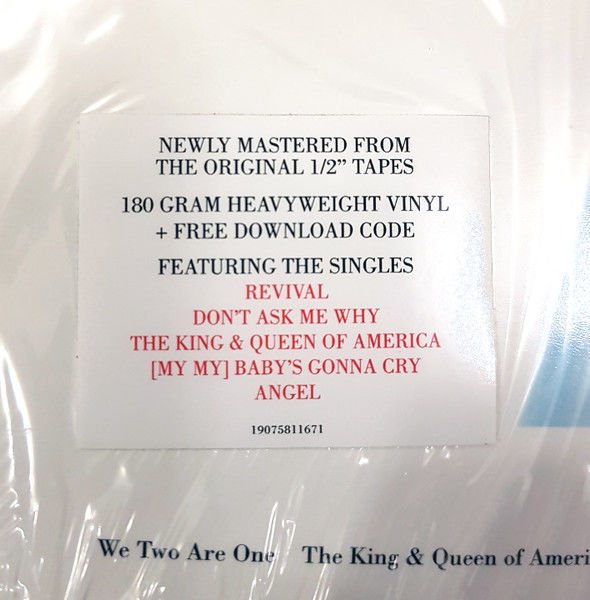 NEWLY MASTERED FROM
THE ORIGINAL 1/2” TAPES
180 GRAM HEAVYWEIGHT VINYL
+ FREE DOWNLOAD CODE
FEATURING THE SINGLES
REVIVAL
DON’T ASK ME WHY
THE KING & QUEEN OF AMERICA
[MY MY] BABY’S GONNA CRY
ANGEL
19075811671
We Two Are One The King & Queen of Ameri